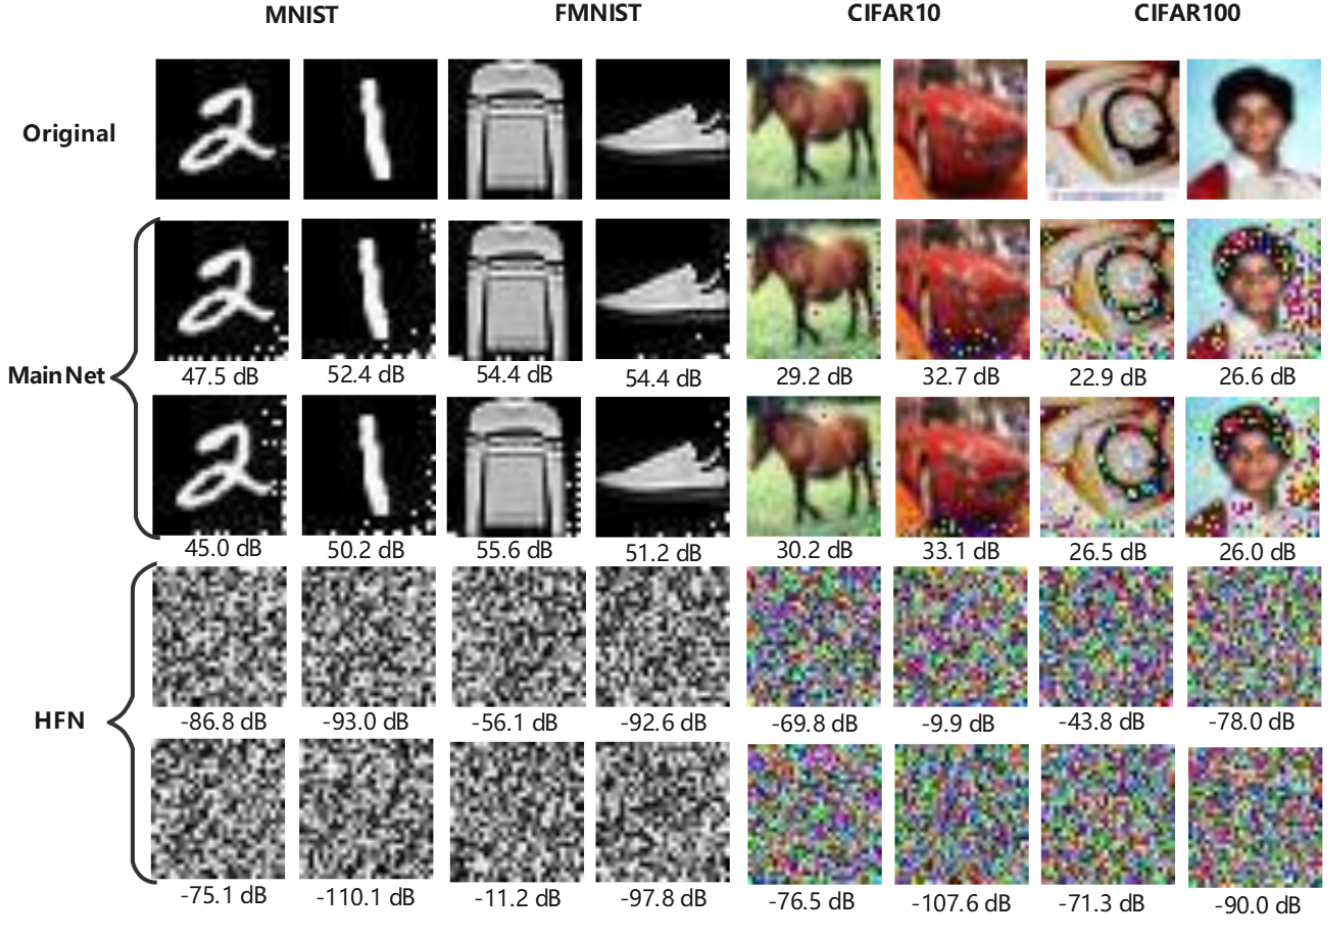 MNIST FMNIST CIFAR10 CIFAR100
Original
MainNet
47.5 dB 52.4 dB 54.4 dB 54.4 dB 29.2 dB 32.7 dB 22.9 dB 26.6 dB
45.0 dB 50.2 dB 55.6 dB 51.2 dB 30.2 dB 33.1 dB 26.5 dB 26.0 dB
HFN
-86.8 dB -93.0 dB -56.1 dB -92.6 dB -69.8 dB -9.9 dB -43.8 dB -78.0 dB
-75.1 dB -110.1 dB -11.2 dB -97.8 dB -76.5 dB -107.6 dB -71.3 dB -90.0 dB